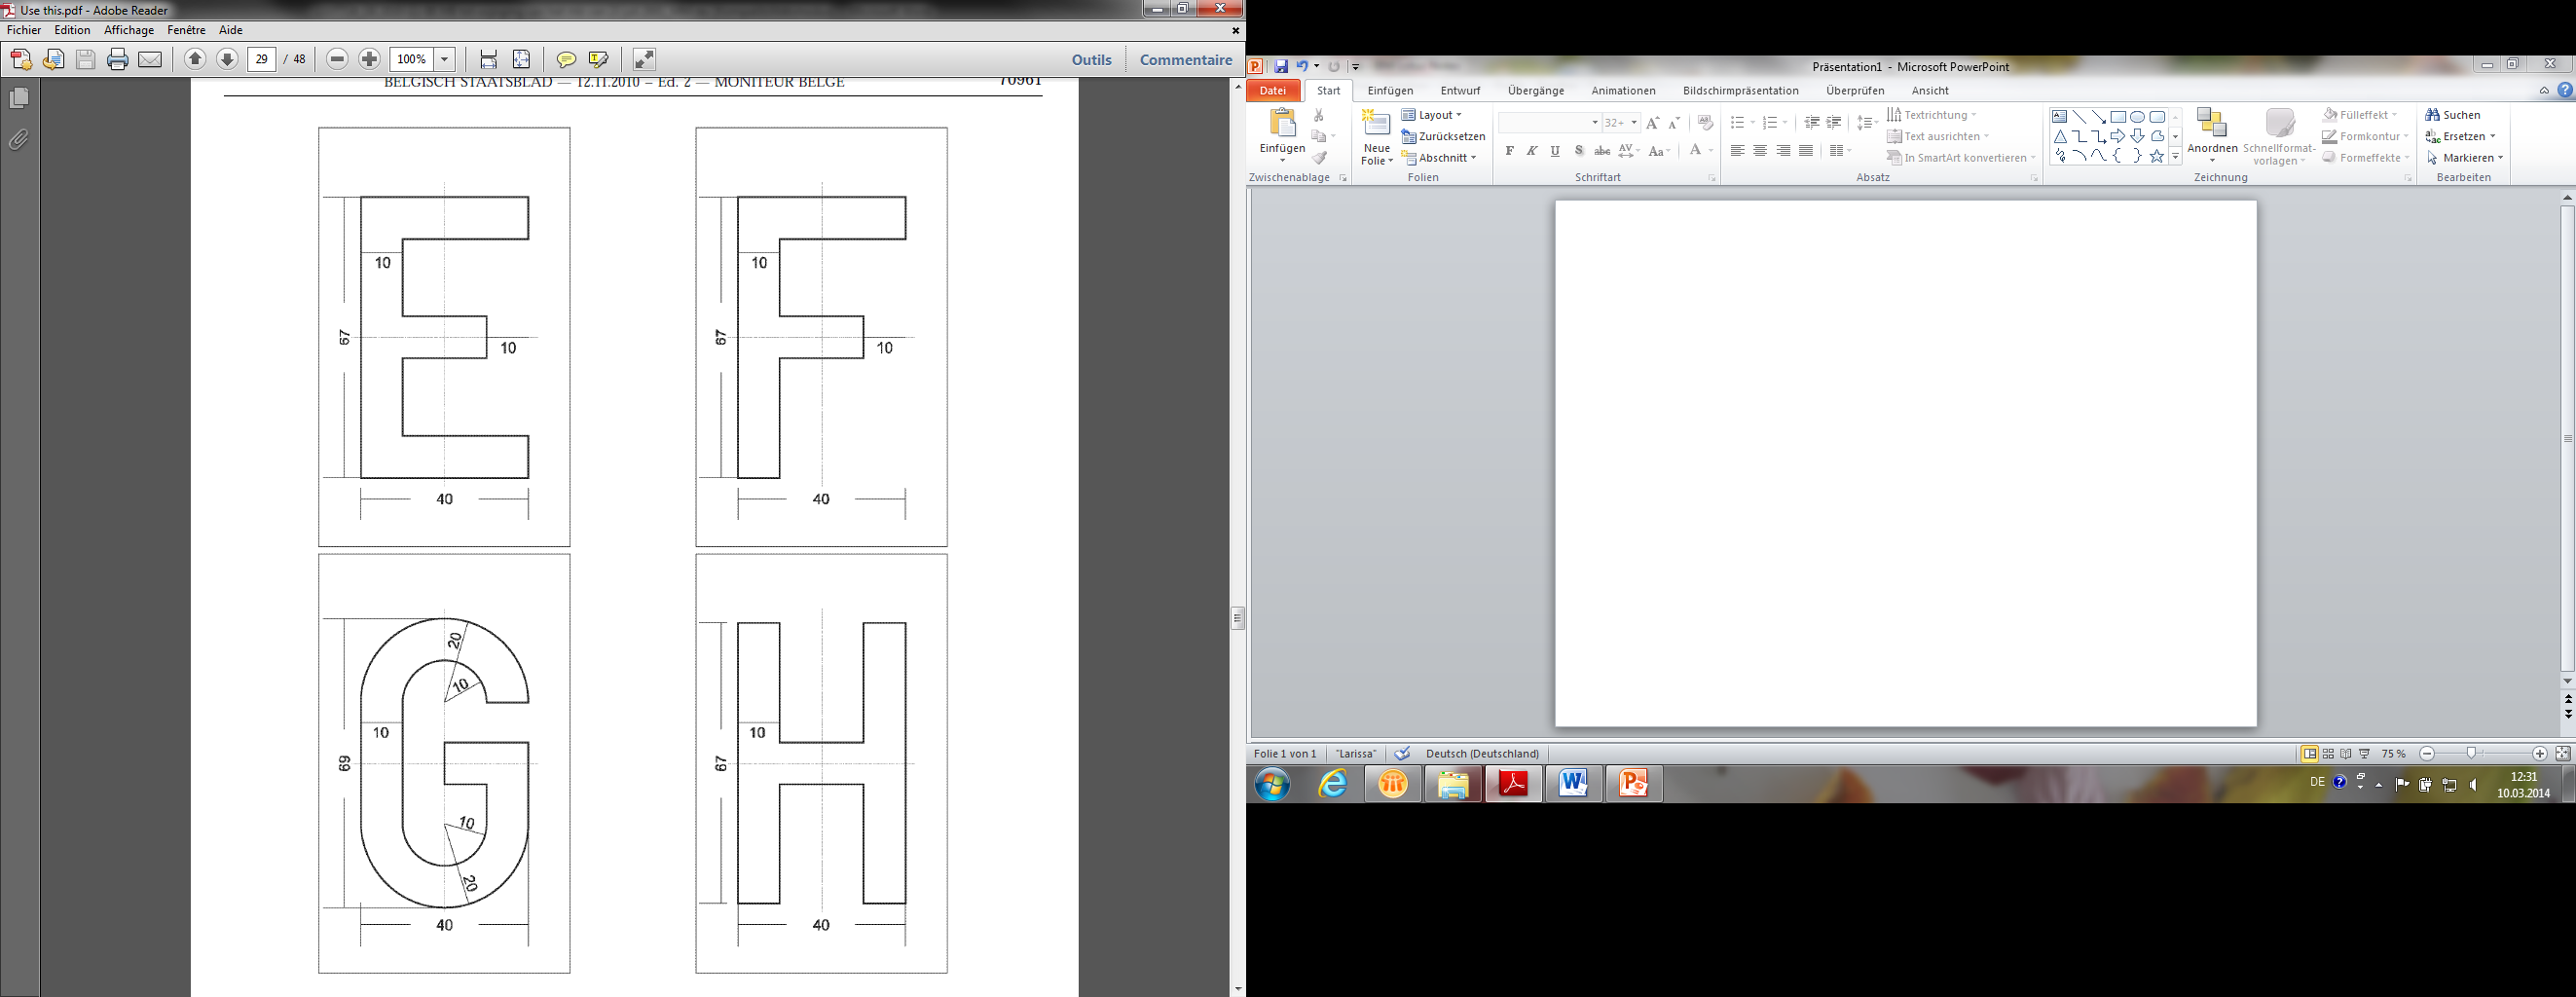 Use this.pdf - Adobe Reader
Fichier Edition Affichage Fenêtre Aide
29 / 48 100% Outils Commentaire
BELGISCH STAATSBLAD — 12.11.2010 − Ed. 2 — MONITEUR BELGE 70961
10
67
10
40
10
67
10
40
20
10
10
69
10
20
40
10
67
40
Präsentation1 - Microsoft PowerPoint
Datei Start Einfügen Entwurf Übergänge Animationen Bildschirmpräsentation Überprüfen Ansicht
Einfügen
Zwischenablage
Neue Folie
Layout
Zurücksetzen
Abschnitt
Folien
32+
F K U S abc AV Aa A
Schriftart
Textrichtung
Text ausrichten
In SmartArt konvertieren
Absatz
Anordnen
Schnellformat-
vorlagen
Fülleffekt
Formkontur
Formeffekte
Zeichnung
Suchen
Ersetzen
Markieren
Bearbeiten
Folie 1 von 1 "Larissa" Deutsch (Deutschland) 75 %
DE 12:31
10.03.2014